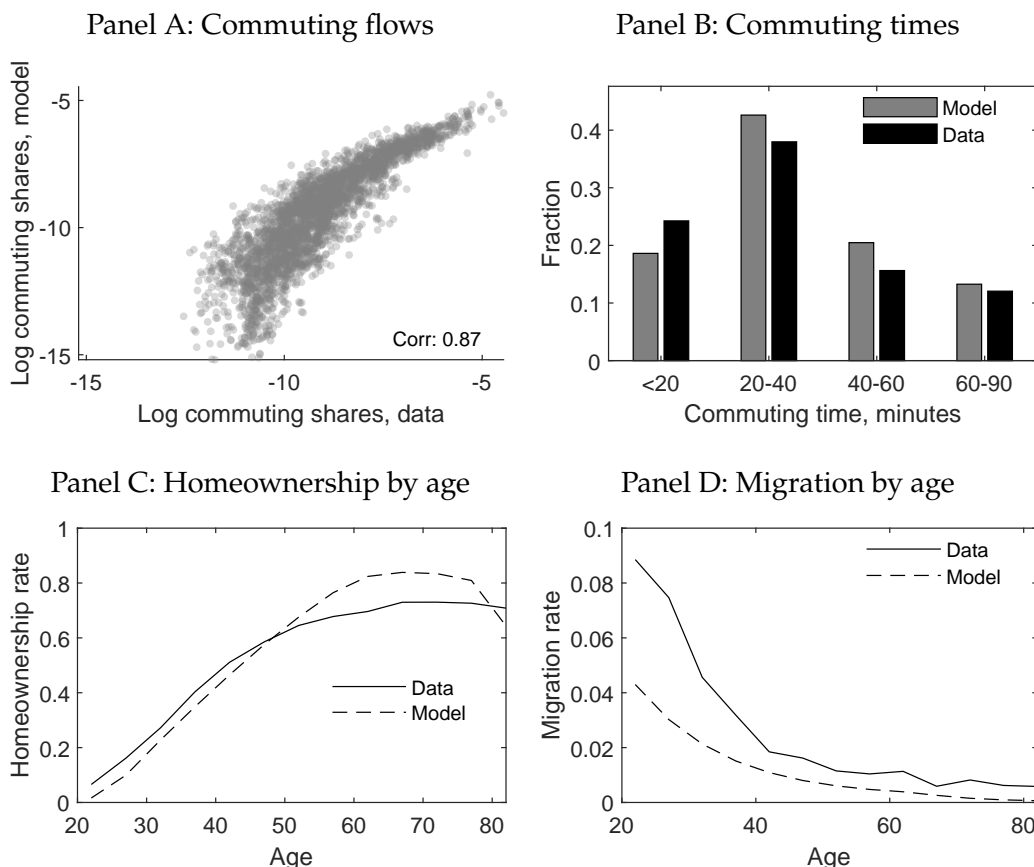 Panel A: Commuting flows
Log commuting shares, model
-5
-10
-15
-15
-10
-5
Corr: 0.87
Log commuting shares, data
Panel B: Commuting times
Fraction
0.4
0.3
0.2
0.1
0
Model
Data
<20
20-40
40-60
60-90
Commuting time, minutes
Panel C: Homeownership by age
Homeownership rate
1
0.8
0.6
0.4
0.2
0
Data
Model
20
30
40
50
60
70
80
Age
Panel D: Migration by age
Migration rate
0.1
0.08
0.06
0.04
0.02
0
Data
Model
20
40
60
80
Age